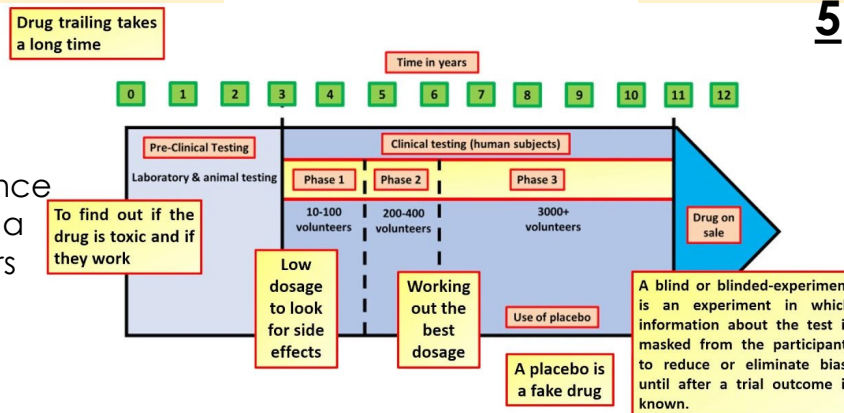 Drug trailing takes
a long time
5
Time in years
0 1 2 3 4 5 6 7 8 9 10 11 12
Pre-Clinical Testing
Clinical testing (human subjects)
Laboratory & animal testing
Phase 1
Phase 2
Phase 3
10-100
volunteers
200-400
volunteers
3000+
volunteers
Drug on
sale
a
To find out if the
drug is toxic and if
they work
Low
dosage
to look
for side
effects
Working
out the
best
dosage
Use of placebo
A placebo is
a fake drug
A blind or blinded-experiment
is an experiment in which
information about the test
masked from the participant
to reduce or eliminate bias
until after a trial outcome
known.